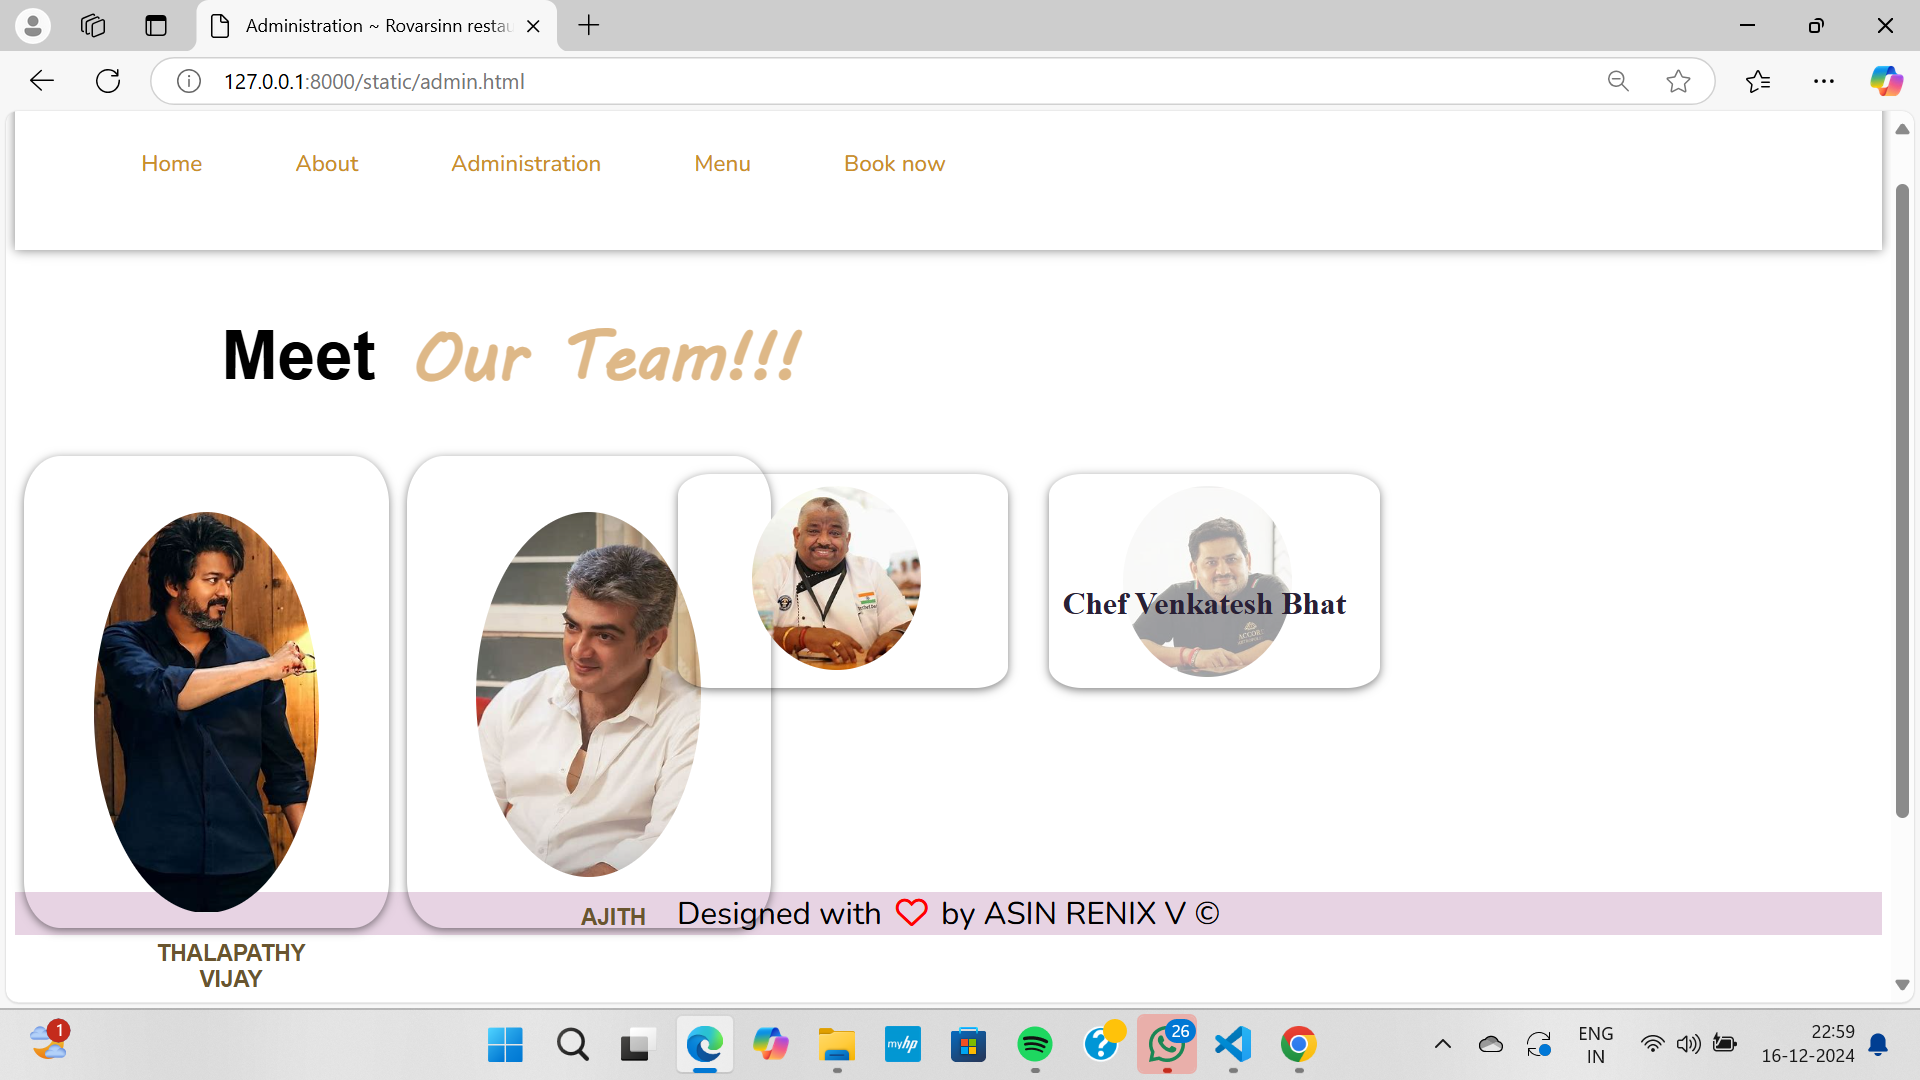 Administration ~ Rovarsinn restau
127.0.0.1:8000/static/admin.html
Home About Administration Menu Book now
Meet Our Team!!!
Chef Venkatesh Bhat
AJITH
Designed with by ASIN RENIX V ©
THALAPATHY
VIJAY
1
myhp
26
ENG
IN
22:59
16-12-2024